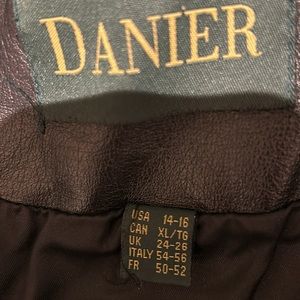 DANIER
USA 14-16
CAN XL/TG
UK 24-26
ITALY 54-56
FR 50-52